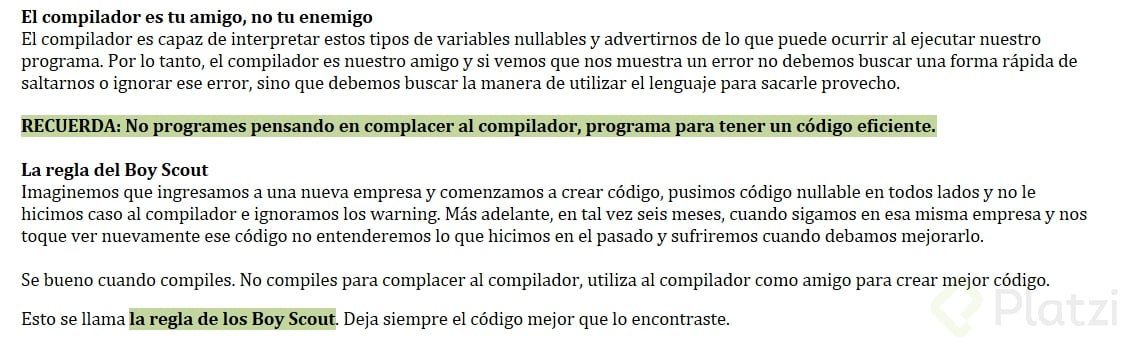 El compilador es tu amigo, no tu enemigo
El compilador es capaz de interpretar estos tipos de variables nullables y advertirnos de lo que puede ocurrir al ejecutar nuestro
programa. Por lo tanto, el compilador es nuestro amigo y si vemos que nos muestra un error no debemos buscar una forma rápida de
saltarnos o ignorar ese error, sino que debemos buscar la manera de utilizar el lenguaje para sacarle provecho.
RECUERDA: No programes pensando en complacer al compilador, programa para tener un código eficiente.
La regla del Boy Scout
Imaginemos que ingresamos a una nueva empresa y comenzamos a crear código, pusimos código nullable en todos lados y no le
hicimos caso al compilador e ignoramos los warning. Más adelante, en tal vez seis meses, cuando sigamos en esa misma empresa y nos
toque ver nuevamente ese código no entenderemos lo que hicimos en el pasado y sufriremos cuando debamos mejorarlo.
Se bueno cuando compiles. No compiles para complacer al compilador, utiliza al compilador como amigo para crear mejor código.
Esto se llama la regla de los Boy Scout. Deja siempre el código mejor que lo encontraste.
Platzi